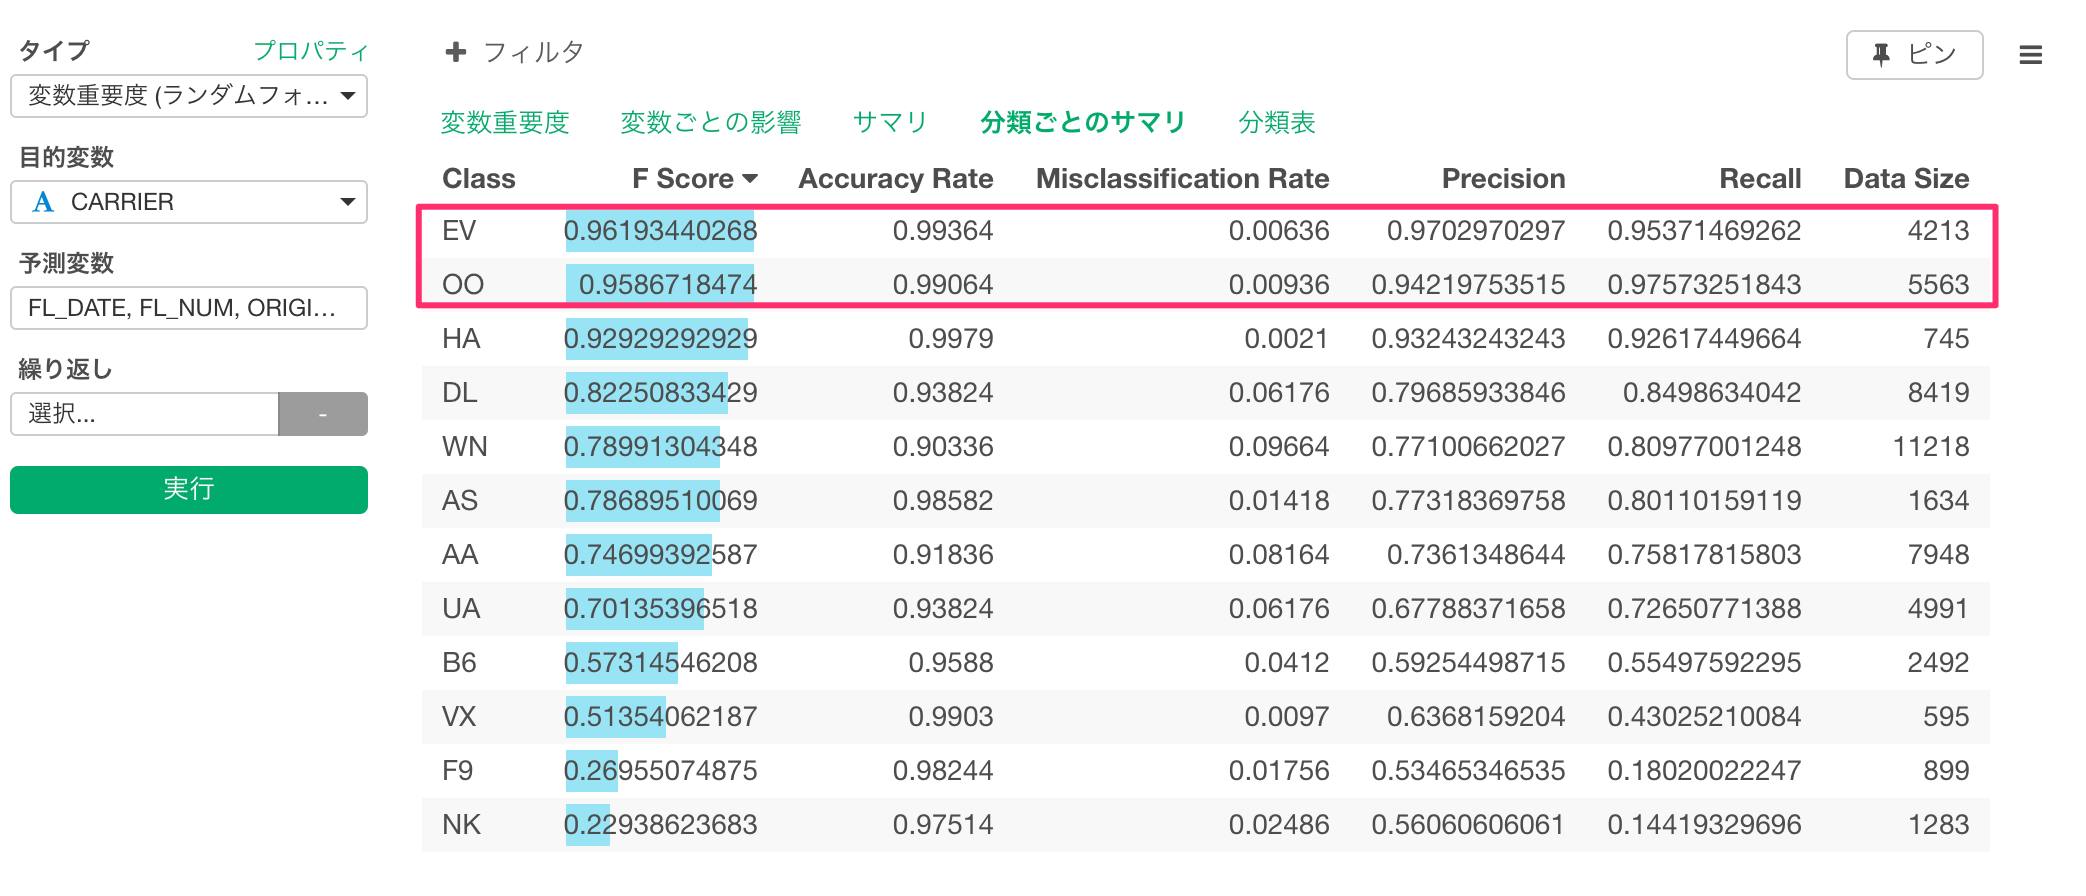 タイプ プロパティ
変数重要度 (ランダムフォ...
目的変数
A CARRIER
予測変数
FL_DATE, FL_NUM, ORIGI...
繰り返し
選択... -
実行
+ フィルタ
ピン
変数重要度 変数ごとの影響 サマリ 分類ごとのサマリ 分類表
Class F Score Accuracy Rate Misclassification Rate Precision Recall Data Size
EV 0.96193440268 0.99364 0.00636 0.9702970297 0.95371469262 4213
OO 0.9586718474 0.99064 0.00936 0.94219753515 0.97573251843 5563
HA 0.92929292929 0.9979 0.0021 0.93243243243 0.92617449664 745
DL 0.82250833429 0.93824 0.06176 0.79685933846 0.8498634042 8419
WN 0.78991304348 0.90336 0.09664 0.77100662027 0.80977001248 11218
AS 0.78689510069 0.98582 0.01418 0.77318369758 0.80110159119 1634
AA 0.74699392587 0.91836 0.08164 0.7361348644 0.75817815803 7948
UA 0.70135396518 0.93824 0.06176 0.67788371658 0.72650771388 4991
B6 0.57314546208 0.9588 0.0412 0.59254498715 0.55497592295 2492
VX 0.51354062187 0.9903 0.0097 0.6368159204 0.43025210084 595
F9 0.26955074875 0.98244 0.01756 0.53465346535 0.18020022247 899
NK 0.22938623683 0.97514 0.02486 0.56060606061 0.14419329696 1283